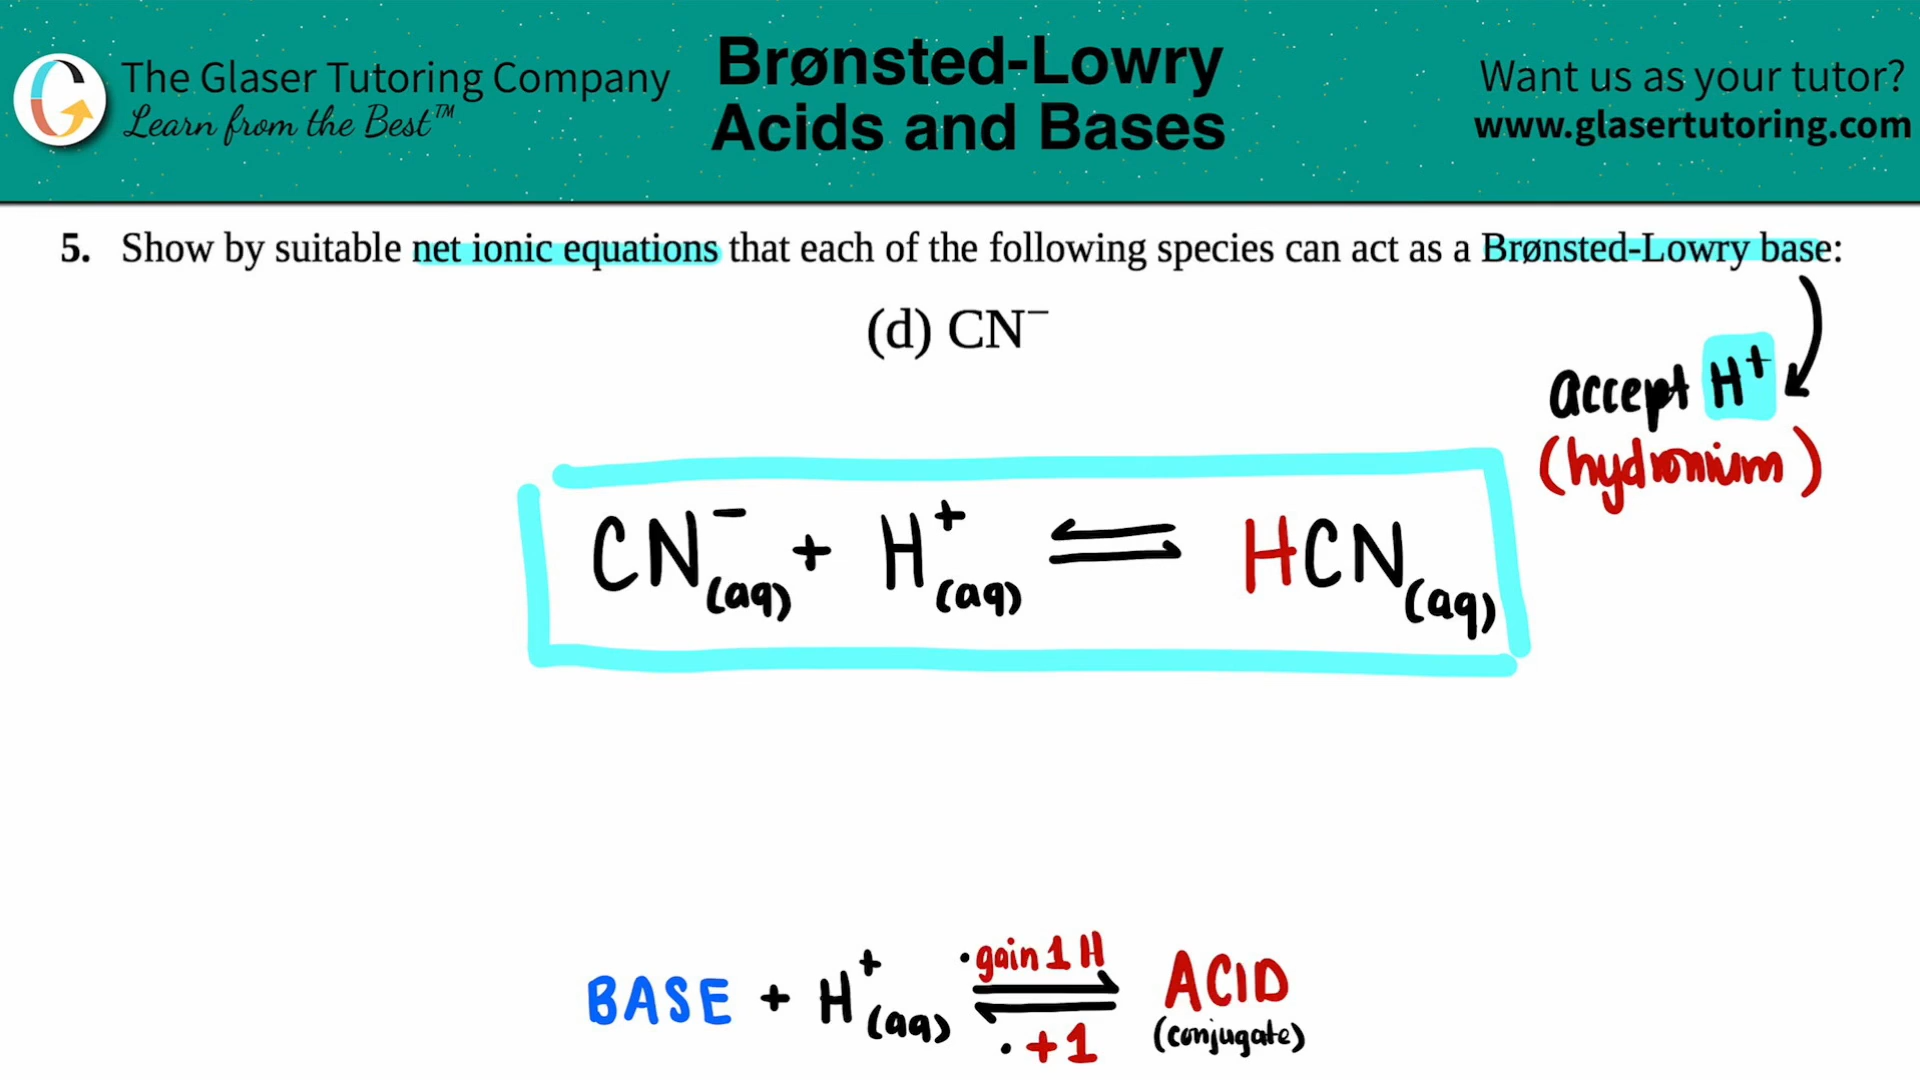 The Glaser Tutoring Company
Learn from the Best™
Brønsted-Lowry
Acids and Bases
Want us as your tutor?
www.glasertutoring.com
5. Show by suitable net ionic equations that each of the following species can act as a Brønsted-Lowry base:
(d) CN⁻
accept H⁺
(hydronium)
CN⁻(aq) + H⁺(aq) ⇌ HCN(aq)
·gain 1 H
BASE + H⁺(aq) ⇌ ACID
·+1
(conjugate)